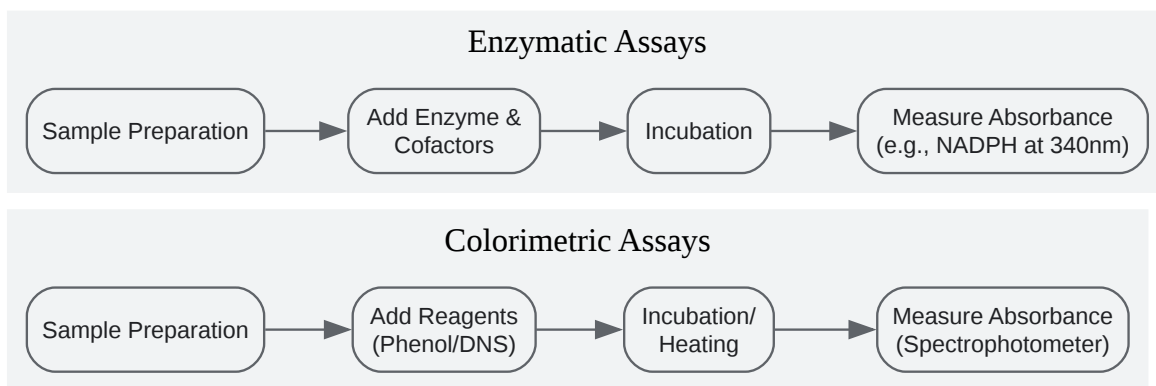 Enzymatic Assays
Sample Preparation
Add Enzyme &
Cofactors
Incubation
Measure Absorbance
(e.g., NADPH at 340nm)
Colorimetric Assays
Sample Preparation
Add Reagents
(Phenol/DNS)
Incubation/
Heating
Measure Absorbance
(Spectrophotometer)